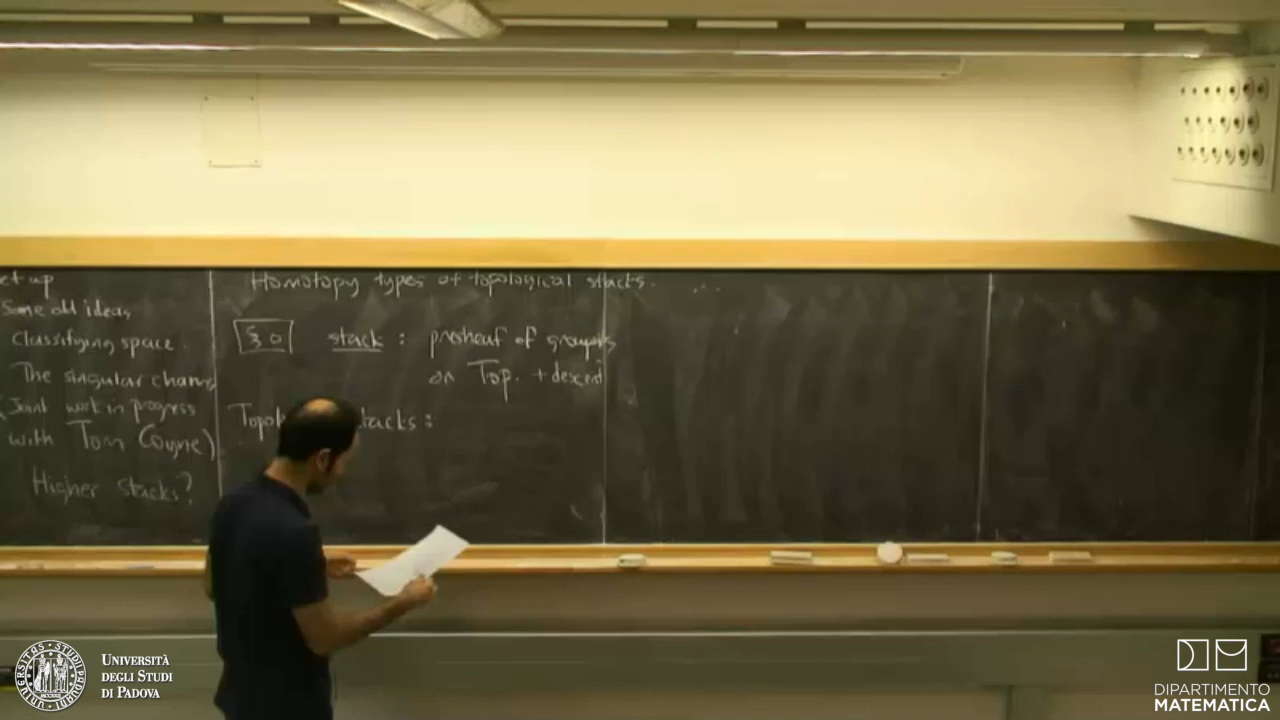 et up
Some old ideas
Classifying space
The singular chains
(Joint work in progress
with Tom Coyne)
Higher stacks?
Homotopy types of topological stacks.
§0 stack : presheaf of groupoids
on Top. + descent
Topol stacks :
UNIVERSITÀ
DEGLI STUDI
DI PADOVA
DIPARTIMENTO
MATEMATICA